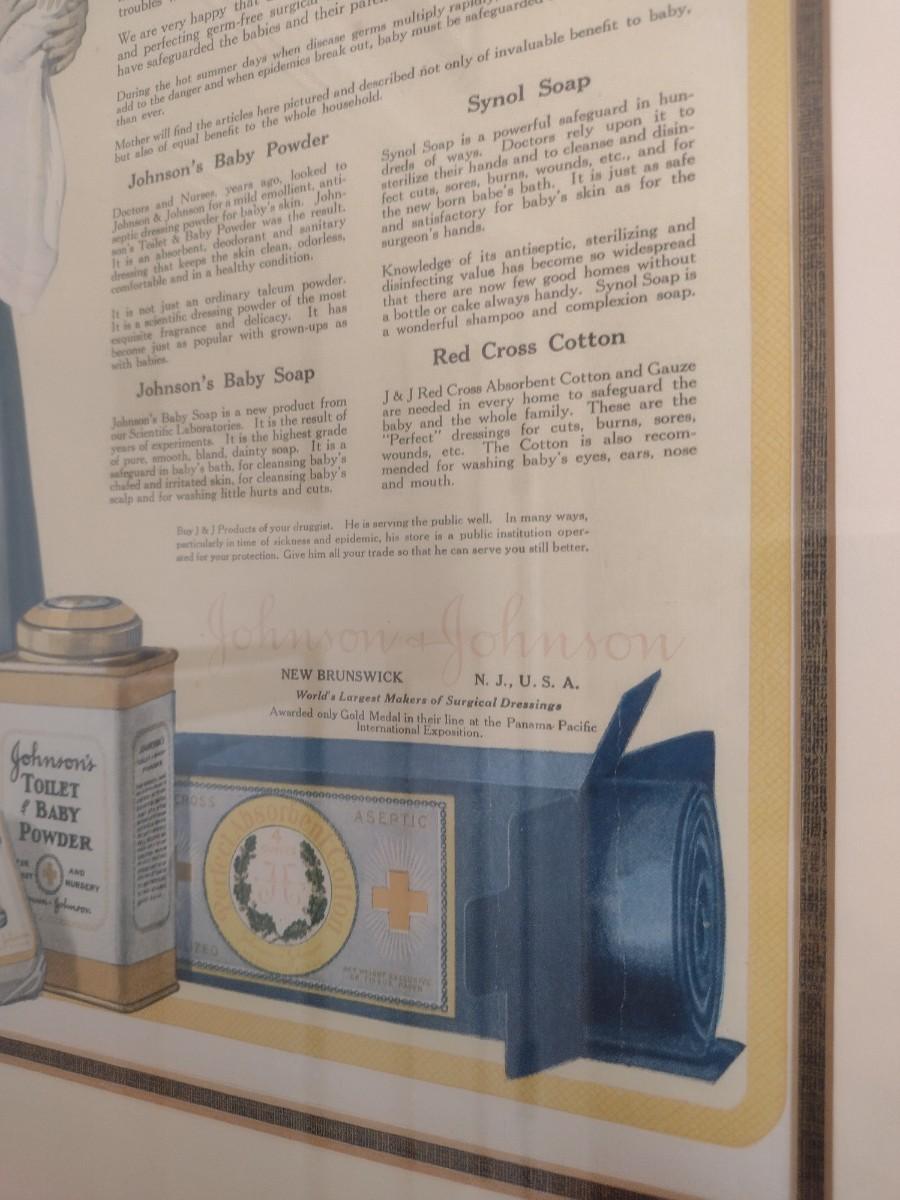 troubles
We are very happy that
and perfecting germ-free surgical
have safeguarded the babies and their
During the hot summer days when disease germs multiply rapidly
add to the danger and when epidemics break out, baby must be safeguarded
than ever.
Mother will find the articles here pictured and described not only of invaluable benefit to baby,
but also of equal benefit to the whole household.
Johnson's Baby Powder
Doctors and Nurses, years ago, looked to
Johnson & Johnson for a mild emollient, anti-
septic dressing powder for baby's skin. John-
son's Toilet & Baby Powder was the result.
It is an absorbent, deodorant and sanitary
dressing that keeps the skin clean, odorless,
comfortable and in a healthy condition.
It is not just an ordinary talcum powder.
It is a scientific dressing powder of the most
exquisite fragrance and delicacy. It has
become just as popular with grown-ups as
with babies.
Johnson's Baby Soap
Johnson's Baby Soap is a new product from
our Scientific Laboratories. It is the result of
years of experiments. It is the highest grade
of pure, smooth, bland, dainty soap. It is a
safeguard in baby's bath, for cleansing baby's
chafed and irritated skin, for cleansing baby's
scalp and for washing little hurts and cuts.
Synol Soap
Synol Soap is a powerful safeguard in hun-
dreds of ways. Doctors rely upon it to
sterilize their hands and to cleanse and disin-
fect cuts, sores, burns, wounds, etc., and for
the new born babe's bath. It is just as safe
and satisfactory for baby's skin as for the
surgeon's hands.
Knowledge of its antiseptic, sterilizing and
disinfecting value has become so widespread
that there are now few good homes without
a bottle or cake always handy. Synol Soap is
a wonderful shampoo and complexion soap.
Red Cross Cotton
J & J Red Cross Absorbent Cotton and Gauze
are needed in every home to safeguard the
baby and the whole family. These are the
"Perfect" dressings for cuts, burns, sores,
wounds, etc. The Cotton is also recom-
mended for washing baby's eyes, ears, nose
and mouth.
Buy J & J Products of your druggist. He is serving the public well. In many ways,
particularly in time of sickness and epidemic, his store is a public institution oper-
ated for your protection. Give him all your trade so that he can serve you still better.
Johnson & Johnson
NEW BRUNSWICK N. J., U. S. A.
World's Largest Makers of Surgical Dressings
Awarded only Gold Medal in their line at the Panama-Pacific
International Exposition.
Johnson's
TOILET
& BABY
POWDER
AND
NURSERY
Johnson
CROSS
ASEPTIC
Absorbent Cotton
4
NET WEIGHT EXCLUSIVE
OF TISSUE PAPER